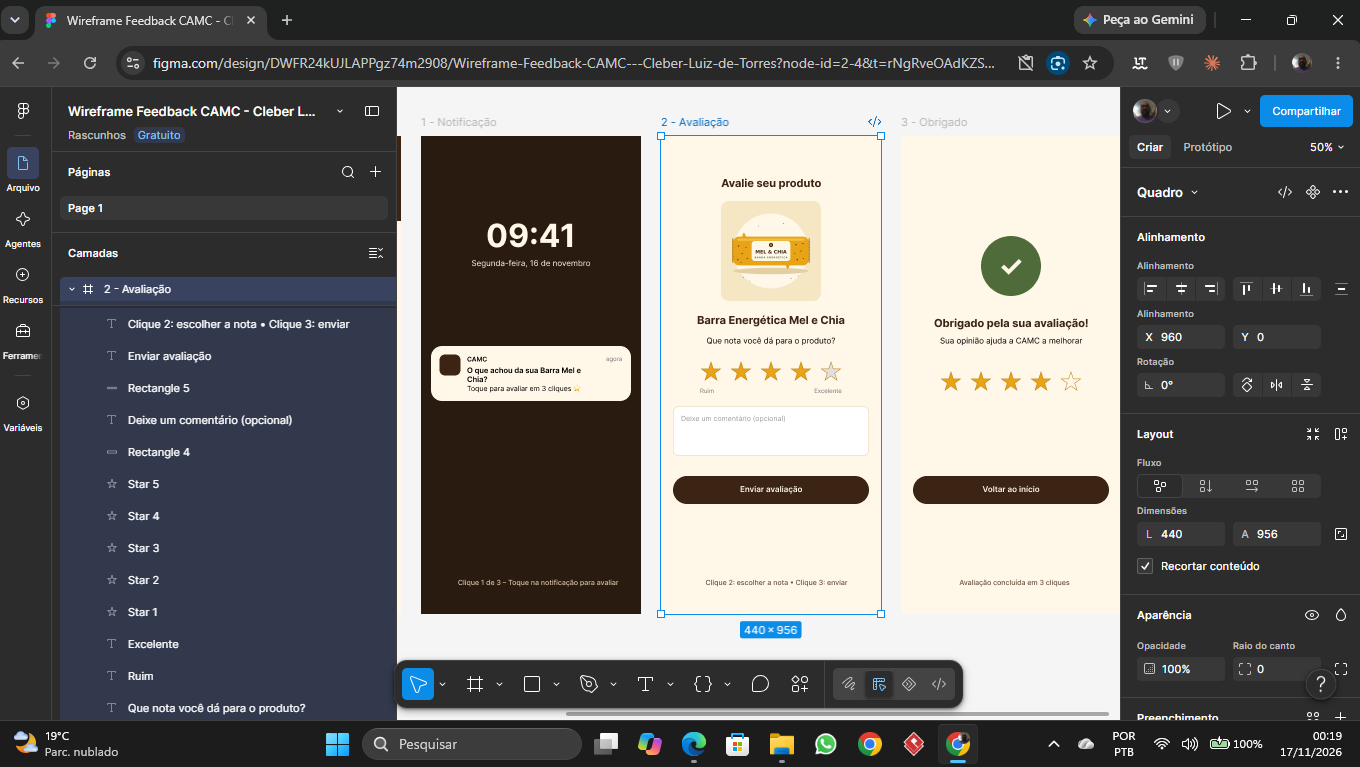 Wireframe Feedback CAMC - Cl
Peça ao Gemini
figma.com/design/DWFR24kUJLAPPgz74m2908/Wireframe-Feedback-CAMC---Cleber-Luiz-de-Torres?node-id=2-4&t=rNgRveOAdKZS...
Wireframe Feedback CAMC - Cleber L...
Rascunhos Gratuito
Arquivo
Agentes
Recursos
Ferramen
Variáveis
Páginas
Page 1
Camadas
2 - Avaliação
Clique 2: escolher a nota • Clique 3: enviar
Enviar avaliação
Rectangle 5
Deixe um comentário (opcional)
Rectangle 4
Star 5
Star 4
Star 3
Star 2
Star 1
Excelente
Ruim
Que nota você dá para o produto?
1 - Notificação
09:41
Segunda-feira, 16 de novembro
CAMC agora
O que achou da sua Barra Mel e
Chia?
Toque para avaliar em 3 cliques ⭐
Clique 1 de 3 – Toque na notificação para avaliar
2 - Avaliação
Avalie seu produto
MEL & CHIA
BARRA ENERGÉTICA
Barra Energética Mel e Chia
Que nota você dá para o produto?
Ruim Excelente
Deixe um comentário (opcional)
Enviar avaliação
Clique 2: escolher a nota • Clique 3: enviar
440 × 956
3 - Obrigado
Obrigado pela sua avaliação!
Sua opinião ajuda a CAMC a melhorar
Voltar ao início
Avaliação concluída em 3 cliques
Compartilhar
Criar Protótipo 50%
Quadro
Alinhamento
Alinhamento
Alinhamento
X 960 Y 0
Rotação
0°
Layout
Fluxo
Dimensões
L 440 A 956
Recortar conteúdo
Aparência
Opacidade Raio do canto
100% 0
?
Preenchimento
19°C
Parc. nublado
Pesquisar
POR
PTB
100%
00:19
17/11/2026